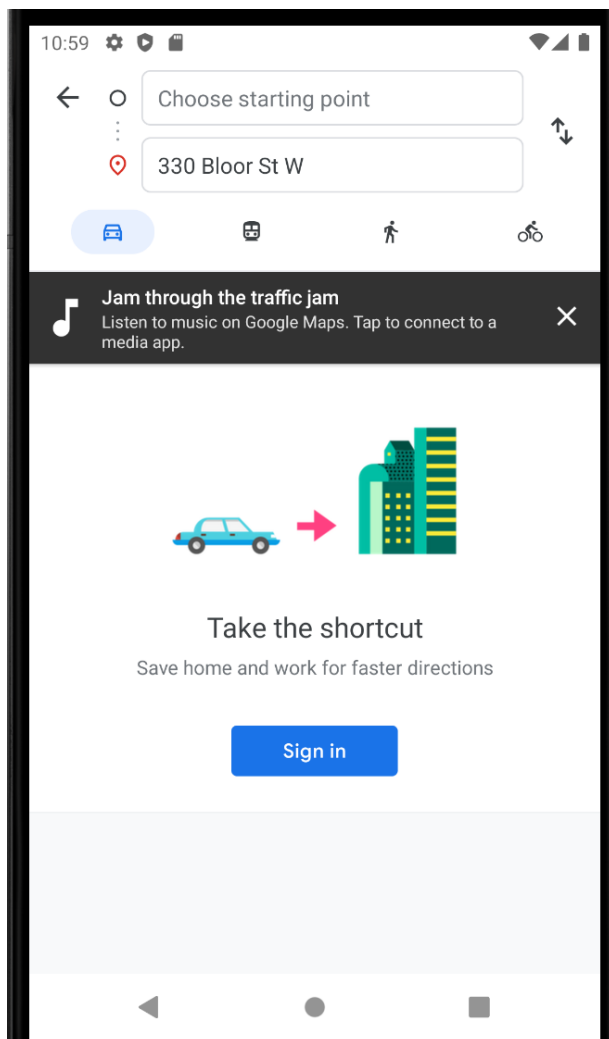 10:59
Choose starting point
330 Bloor St W
Jam through the traffic jam
Listen to music on Google Maps. Tap to connect to a
media app.
Take the shortcut
Save home and work for faster directions
Sign in